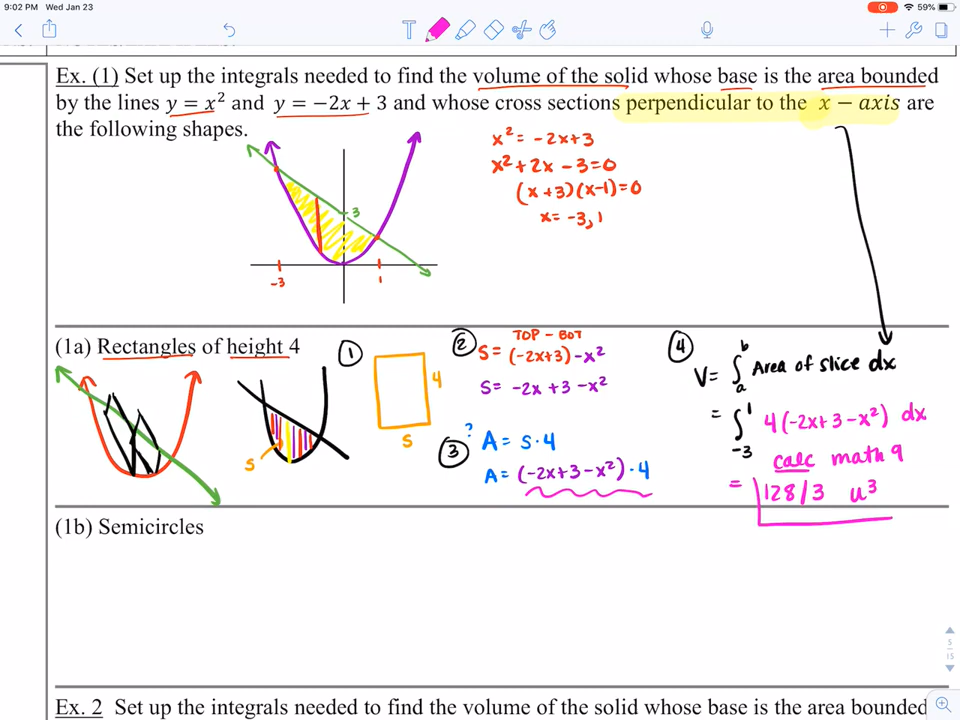 9:02 PM Wed Jan 23
59%
Ex. (1) Set up the integrals needed to find the volume of the solid whose base is the area bounded
by the lines y = x² and y = −2x + 3 and whose cross sections perpendicular to the x − axis are
the following shapes.
x² = -2x+3
x² + 2x - 3 = 0
(x+3)(x-1)=0
x = -3, 1
3
-3
1
(1a) Rectangles of height 4
1
4
S
S
2
TOP - BOT
S = (-2x+3) - x²
S = -2x + 3 - x²
?
3
A = S · 4
A = (-2x+3-x²) · 4
4
V = ∫ₐᵇ Area of slice dx
= ∫₋₃¹ 4(-2x+3-x²) dx
calc math 9
= 128/3 u³
(1b) Semicircles
5
15
Ex. 2 Set up the integrals needed to find the volume of the solid whose base is the area bounded